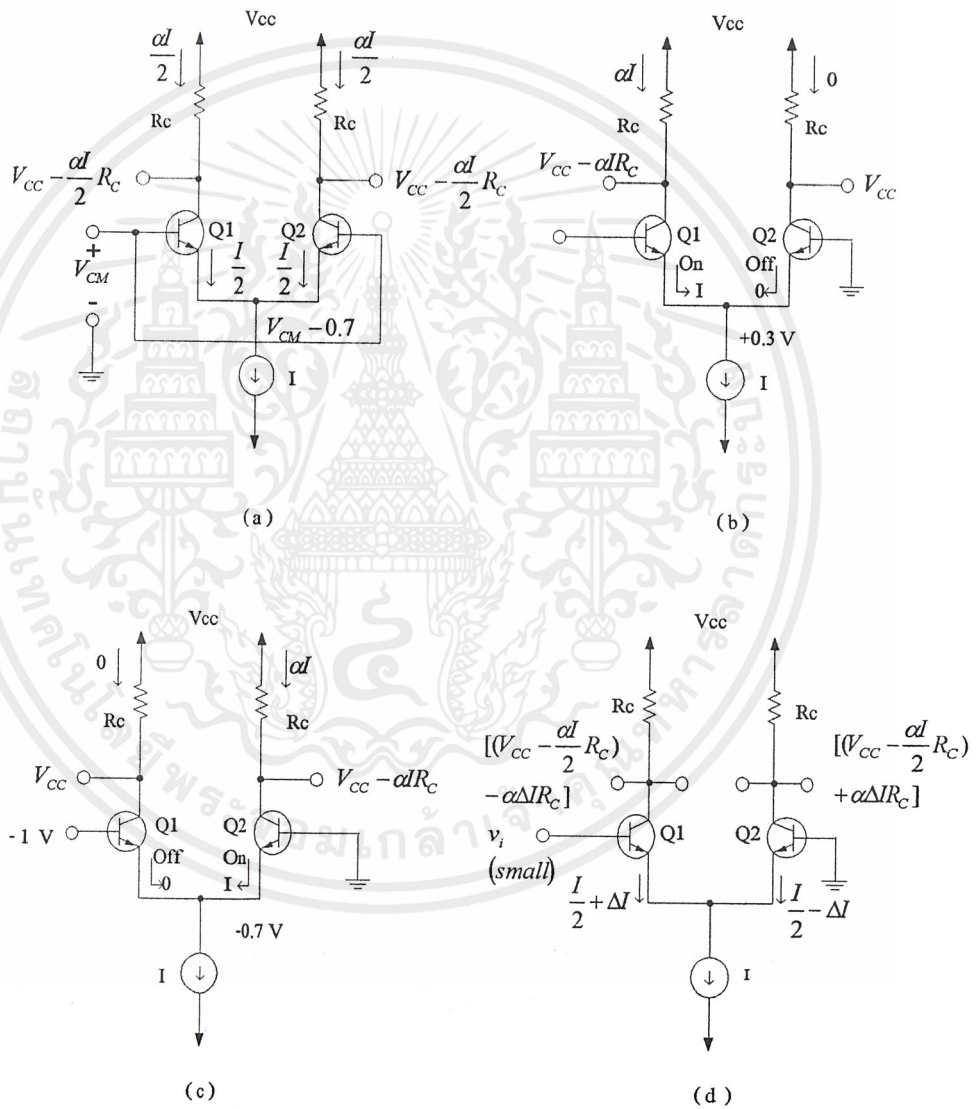 Vcc
αI/2 ↓
↓ αI/2
Rc
Rc
V_CC − αI/2 R_C
V_CC − αI/2 R_C
+
V_CM
-
Q1
Q2
I/2
I/2
V_CM − 0.7
I
(a)
Vcc
αI ↓
↓ 0
Rc
Rc
V_CC − αIR_C
V_CC
Q1
Q2
On
Off
I
0
+0.3 V
I
(b)
Vcc
0 ↓
↓ αI
Rc
Rc
V_CC
V_CC − αIR_C
- 1 V
Q1
Q2
Off
On
0
I
-0.7 V
I
(c)
Vcc
Rc
Rc
[(V_CC − αI/2 R_C)
− αΔIR_C]
[(V_CC − αI/2 R_C)
+ αΔIR_C]
Q1
Q2
v_i
(small)
I/2 + ΔI
I/2 − ΔI
I
(d)